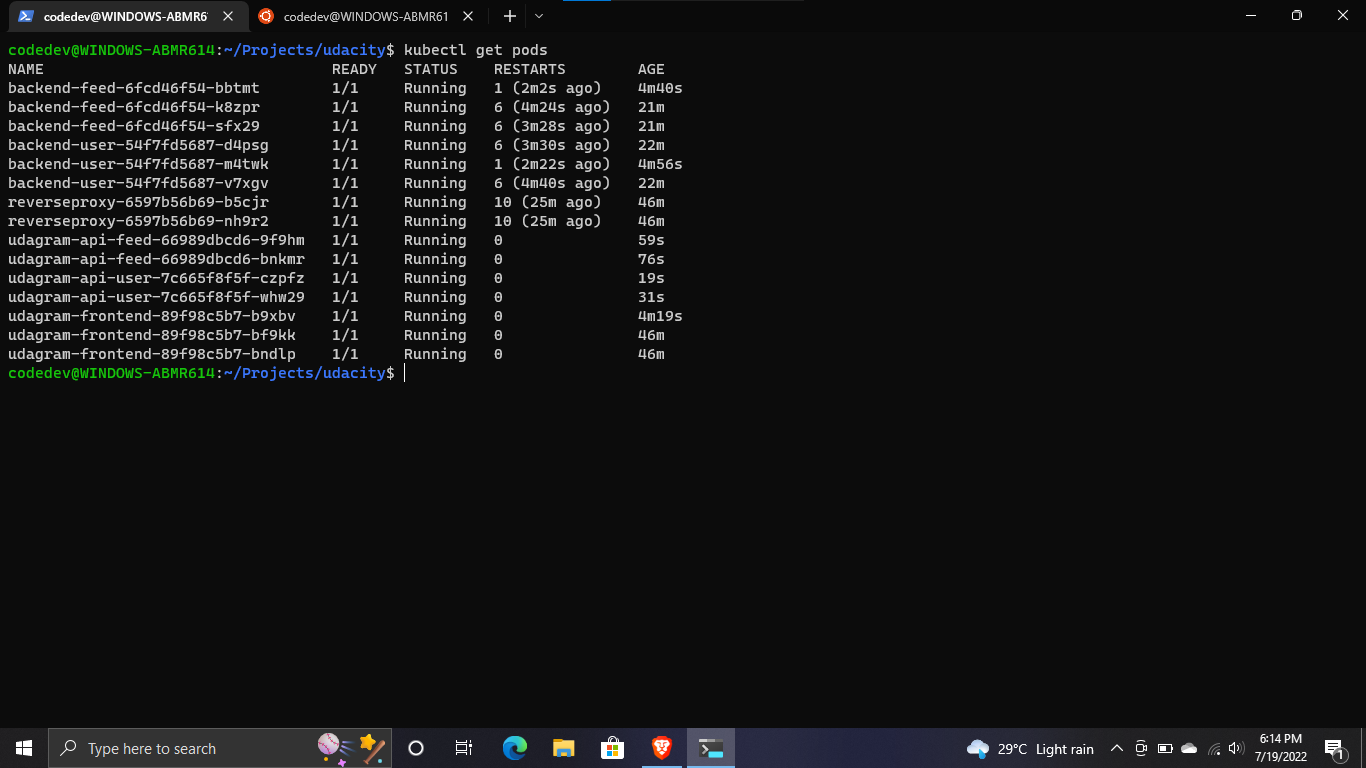 codedev@WINDOWS-ABMR6
codedev@WINDOWS-ABMR61
codedev@WINDOWS-ABMR614:~/Projects/udacity$ kubectl get pods
NAME READY STATUS RESTARTS AGE
backend-feed-6fcd46f54-bbtmt 1/1 Running 1 (2m2s ago) 4m40s
backend-feed-6fcd46f54-k8zpr 1/1 Running 6 (4m24s ago) 21m
backend-feed-6fcd46f54-sfx29 1/1 Running 6 (3m28s ago) 21m
backend-user-54f7fd5687-d4psg 1/1 Running 6 (3m30s ago) 22m
backend-user-54f7fd5687-m4twk 1/1 Running 1 (2m22s ago) 4m56s
backend-user-54f7fd5687-v7xgv 1/1 Running 6 (4m40s ago) 22m
reverseproxy-6597b56b69-b5cjr 1/1 Running 10 (25m ago) 46m
reverseproxy-6597b56b69-nh9r2 1/1 Running 10 (25m ago) 46m
udagram-api-feed-66989dbcd6-9f9hm 1/1 Running 0 59s
udagram-api-feed-66989dbcd6-bnkmr 1/1 Running 0 76s
udagram-api-user-7c665f8f5f-czpfz 1/1 Running 0 19s
udagram-api-user-7c665f8f5f-whw29 1/1 Running 0 31s
udagram-frontend-89f98c5b7-b9xbv 1/1 Running 0 4m19s
udagram-frontend-89f98c5b7-bf9kk 1/1 Running 0 46m
udagram-frontend-89f98c5b7-bndlp 1/1 Running 0 46m
codedev@WINDOWS-ABMR614:~/Projects/udacity$
Type here to search
29°C Light rain
6:14 PM
7/19/2022
1